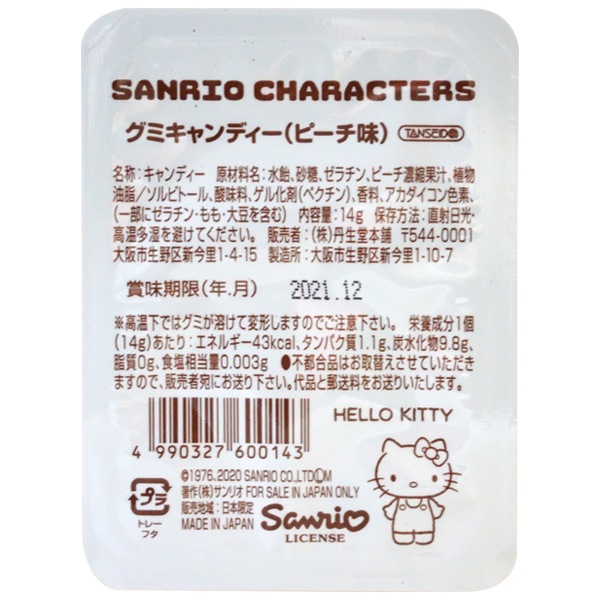 SANRIO CHARACTERS
グミキャンディー(ピーチ味) TANSEIDO
名称:キャンディー 原材料名:水飴、砂糖、ゼラチン、ピーチ濃縮果汁、植物
油脂/ソルビトール、酸味料、ゲル化剤(ペクチン)、香料、アカダイコン色素、
(一部にゼラチン・もも・大豆を含む) 内容量:14g 保存方法:直射日光・
高温多湿を避けてください。 販売者:(株)丹生堂本舗 〒544-0001
大阪市生野区新今里1-4-15 製造所:大阪市生野区新今里1-10-7
賞味期限(年.月) 2021.12
※高温下ではグミが溶けて変形しますのでご注意下さい。 栄養成分1個
(14g)あたり:エネルギー43kcal、タンパク質1.1g、炭水化物9.8g、
脂質0g、食塩相当量0.003g ●不都合品はお取替えさせていただき
ますので、販売者宛にお送り下さい。代品と郵送料をお送りいたします。
HELLO KITTY
4 990327 600143
©1976, 2020 SANRIO CO.,LTD.ⓁⓂ
著作(株)サンリオ FOR SALE IN JAPAN ONLY
販売地域:日本限定
MADE IN JAPAN
Sanrio
LICENSE
プラ
トレー
フタ